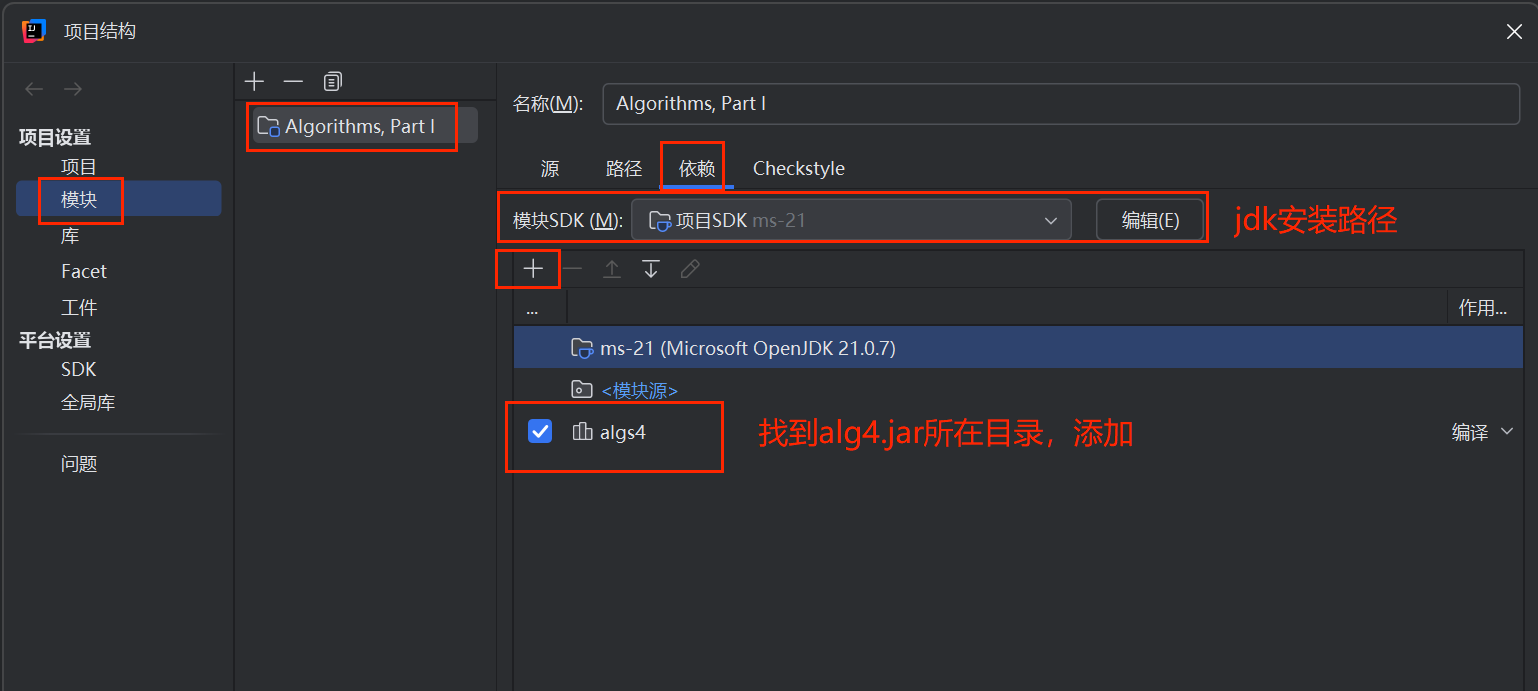 项目结构
项目设置
项目
模块
库
Facet
工件
平台设置
SDK
全局库
问题
Algorithms, Part I
名称(M):
Algorithms, Part I
源 路径 依赖 Checkstyle
模块SDK (M): 项目SDK ms-21 编辑(E) jdk安装路径
... 作用...
ms-21 (Microsoft OpenJDK 21.0.7)
<模块源>
algs4 找到alg4.jar所在目录，添加 编译